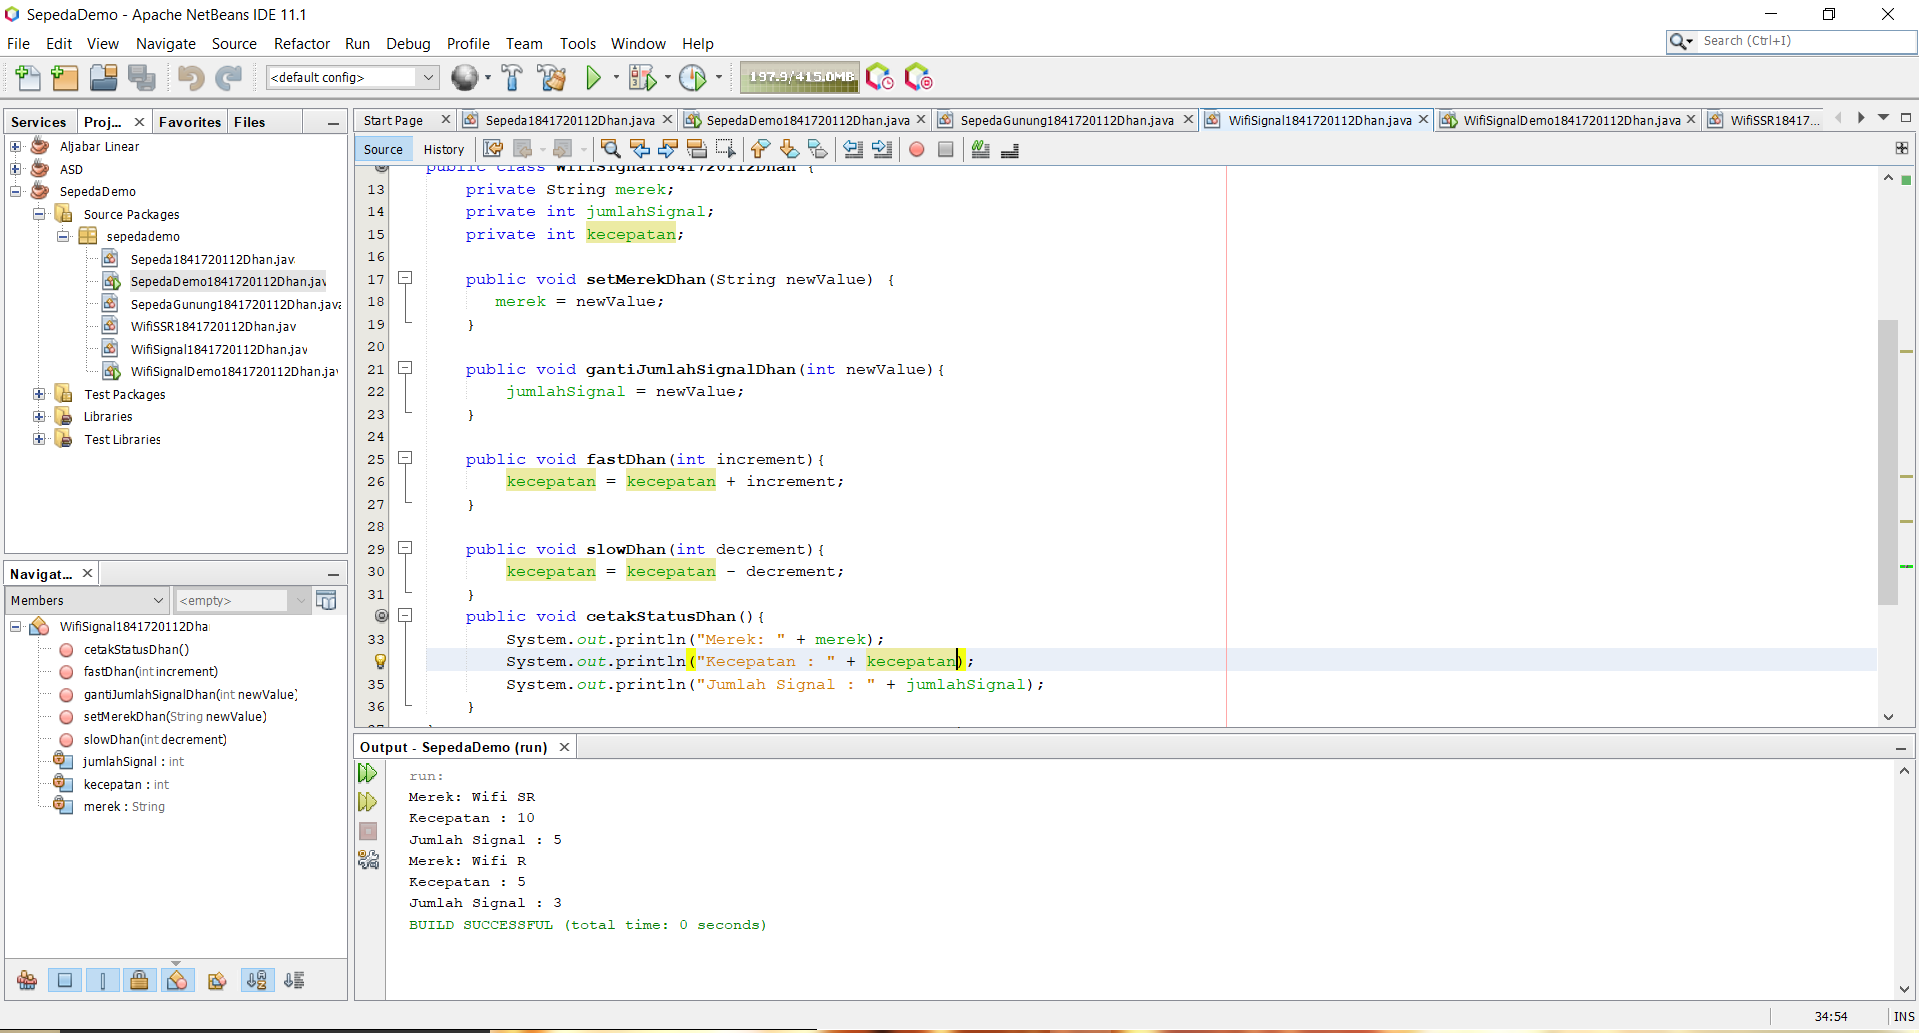 SepedaDemo - Apache NetBeans IDE 11.1
File Edit View Navigate Source Refactor Run Debug Profile Team Tools Window Help
Search (Ctrl+I)
<default config>
197.9/415.0MB
Services Proj... Favorites Files
Aljabar Linear
ASD
SepedaDemo
Source Packages
sepedademo
Sepeda1841720112Dhan.jav
SepedaDemo1841720112Dhan.jav
SepedaGunung1841720112Dhan.java
WifiSSR1841720112Dhan.jav
WifiSignal1841720112Dhan.jav
WifiSignalDemo1841720112Dhan.jav
Test Packages
Libraries
Test Libraries
Navigat...
Members <empty>
WifiSignal1841720112Dha
cetakStatusDhan()
fastDhan(int increment)
gantiJumlahSignalDhan(int newValue)
setMerekDhan(String newValue)
slowDhan(int decrement)
jumlahSignal : int
kecepatan : int
merek : String
Start Page Sepeda1841720112Dhan.java SepedaDemo1841720112Dhan.java SepedaGunung1841720112Dhan.java WifiSignal1841720112Dhan.java WifiSignalDemo1841720112Dhan.java WifiSSR18417...
Source History
public class WifiSignal1841720112Dhan {
13 private String merek;
14 private int jumlahSignal;
15 private int kecepatan;
16
17 public void setMerekDhan(String newValue) {
18 merek = newValue;
19 }
20
21 public void gantiJumlahSignalDhan(int newValue){
22 jumlahSignal = newValue;
23 }
24
25 public void fastDhan(int increment){
26 kecepatan = kecepatan + increment;
27 }
28
29 public void slowDhan(int decrement){
30 kecepatan = kecepatan - decrement;
31 }
public void cetakStatusDhan(){
33 System.out.println("Merek: " + merek);
System.out.println("Kecepatan : " + kecepatan);
35 System.out.println("Jumlah Signal : " + jumlahSignal);
36 }
Output - SepedaDemo (run)
run:
Merek: Wifi SR
Kecepatan : 10
Jumlah Signal : 5
Merek: Wifi R
Kecepatan : 5
Jumlah Signal : 3
BUILD SUCCESSFUL (total time: 0 seconds)
34:54 INS